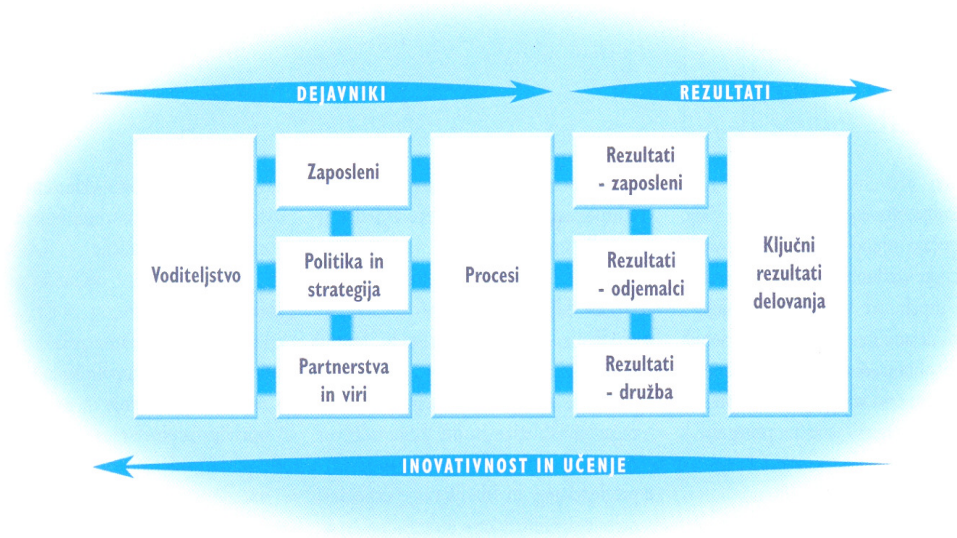 DEJAVNIKI
REZULTATI
Voditeljstvo
Zaposleni
Politika in
strategija
Partnerstva
in viri
Procesi
Rezultati
- zaposleni
Rezultati
- odjemalci
Rezultati
- družba
Ključni
rezultati
delovanja
INOVATIVNOST IN UČENJE